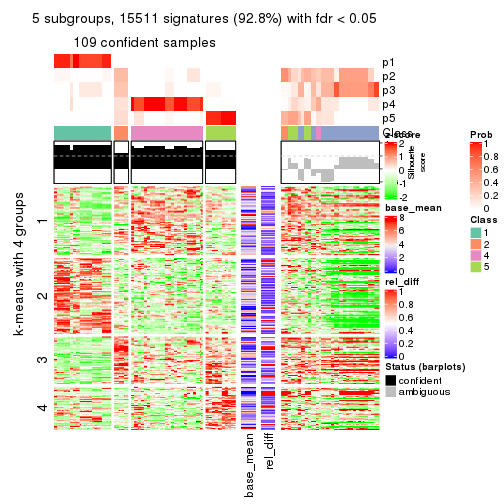 5 subgroups, 15511 signatures (92.8%) with fdr < 0.05
109 confident samples
p1
p2
p3
p4
p5
Class
z-score
2
1
0
-1
-2
Silhouette
score
1
2
3
4
k-means with 4 groups
base_mean
rel_diff
base_mean
8
6
4
2
0
rel_diff
1
0.8
0.6
0.4
0.2
0
Status (barplots)
confident
ambiguous
Prob
1
0.8
0.6
0.4
0.2
0
Class
1
2
4
5